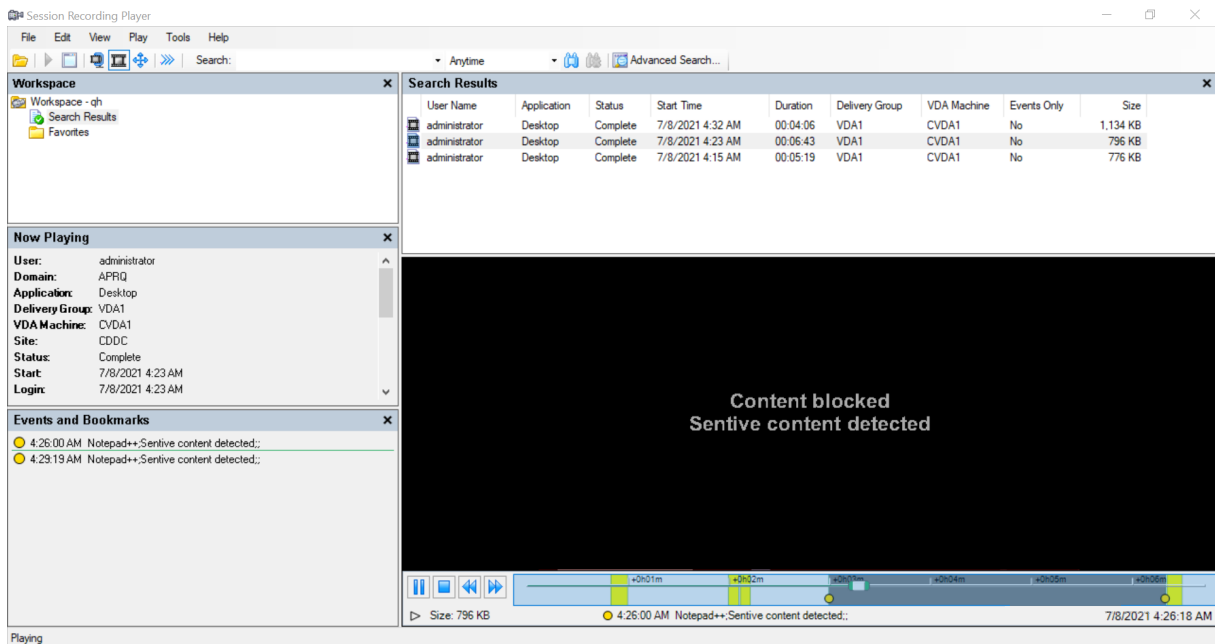 Session Recording Player
File Edit View Play Tools Help
Search: Anytime Advanced Search...
Workspace
Workspace - qh
Search Results
Favorites
Search Results
User Name Application Status Start Time Duration Delivery Group VDA Machine Events Only Size
administrator Desktop Complete 7/8/2021 4:32 AM 00:04:06 VDA1 CVDA1 No 1,134 KB
administrator Desktop Complete 7/8/2021 4:23 AM 00:06:43 VDA1 CVDA1 No 796 KB
administrator Desktop Complete 7/8/2021 4:15 AM 00:05:19 VDA1 CVDA1 No 776 KB
Now Playing
User: administrator
Domain: APRQ
Application: Desktop
Delivery Group: VDA1
VDA Machine: CVDA1
Site: CDDC
Status: Complete
Start: 7/8/2021 4:23 AM
Login: 7/8/2021 4:23 AM
Events and Bookmarks
4:26:00 AM Notepad++;Sentive content detected;;
4:29:19 AM Notepad++;Sentive content detected;;
Content blocked
Sentive content detected
+0h01m +0h02m +0h03m +0h04m +0h05m +0h06m
Size: 796 KB 4:26:00 AM Notepad++;Sentive content detected;; 7/8/2021 4:26:18 AM
Playing